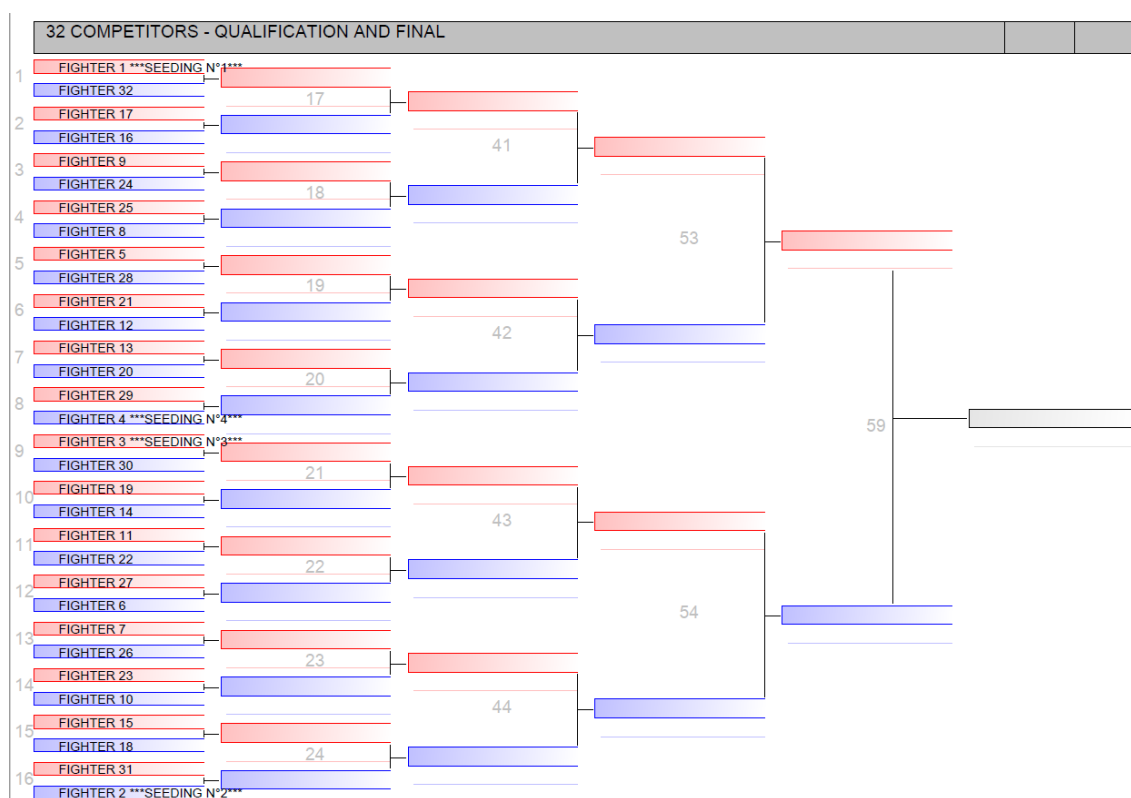 32 COMPETITORS - QUALIFICATION AND FINAL
1
FIGHTER 1 ***SEEDING N°1***
FIGHTER 32
17
2
FIGHTER 17
FIGHTER 16
41
3
FIGHTER 9
FIGHTER 24
18
4
FIGHTER 25
FIGHTER 8
53
5
FIGHTER 5
FIGHTER 28
19
6
FIGHTER 21
FIGHTER 12
42
7
FIGHTER 13
FIGHTER 20
20
8
FIGHTER 29
FIGHTER 4 ***SEEDING N°4***
59
9
FIGHTER 3 ***SEEDING N°3***
FIGHTER 30
21
10
FIGHTER 19
FIGHTER 14
43
11
FIGHTER 11
FIGHTER 22
22
12
FIGHTER 27
FIGHTER 6
54
13
FIGHTER 7
FIGHTER 26
23
14
FIGHTER 23
FIGHTER 10
44
15
FIGHTER 15
FIGHTER 18
24
16
FIGHTER 31
FIGHTER 2 ***SEEDING N°2***